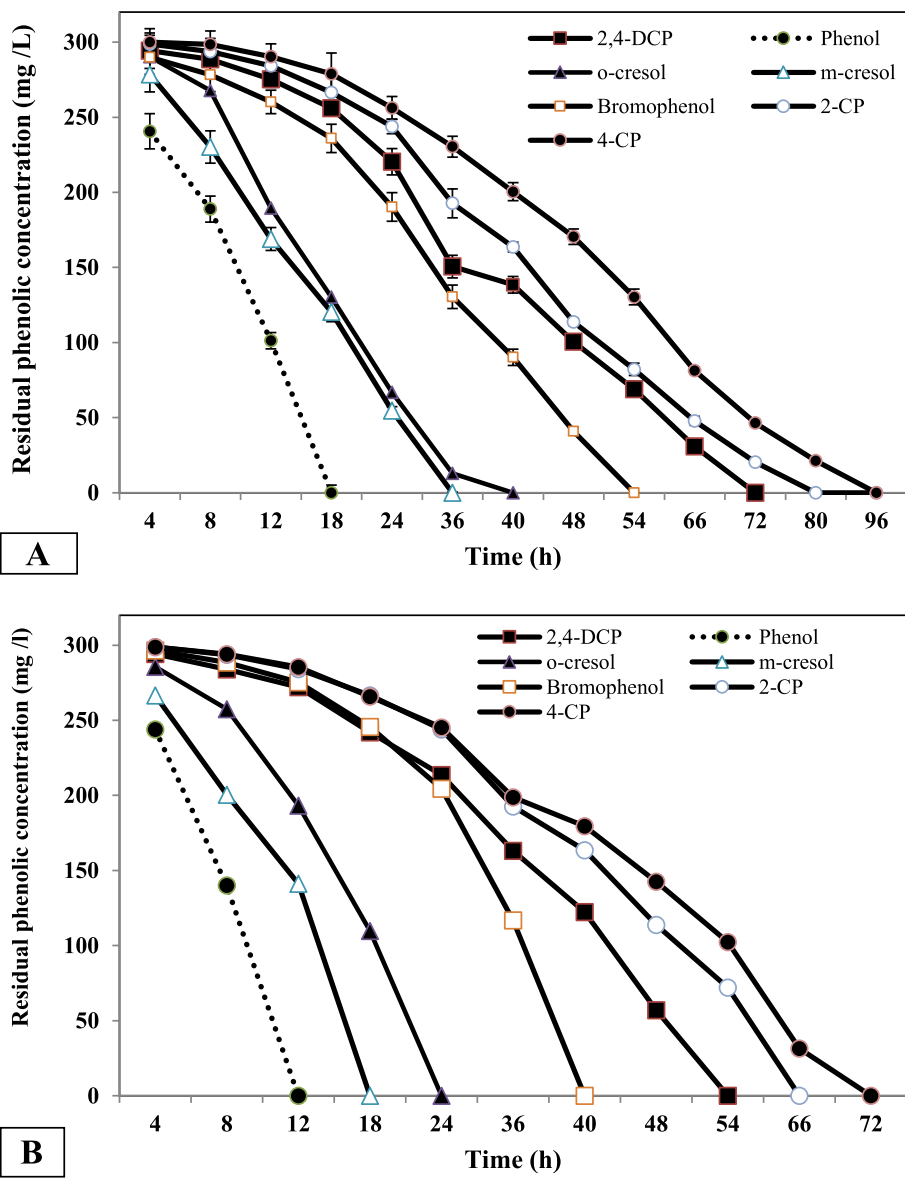 Residual phenolic concentration (mg /L)
300
250
200
150
100
50
0
2,4-DCP Phenol
o-cresol m-cresol
Bromophenol 2-CP
4-CP
4 8 12 18 24 36 40 48 54 66 72 80 96
Time (h)
A
Residual phenolic concentration (mg /l)
300
250
200
150
100
50
0
2,4-DCP Phenol
o-cresol m-cresol
Bromophenol 2-CP
4-CP
4 8 12 18 24 36 40 48 54 66 72
Time (h)
B